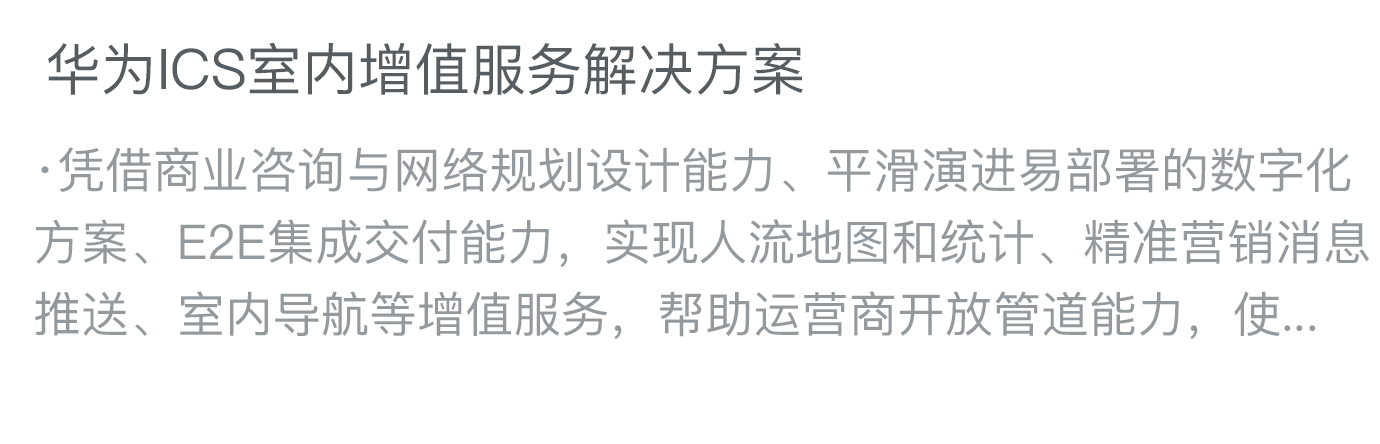 华为ICS室内增值服务解决方案
·凭借商业咨询与网络规划设计能力、平滑演进易部署的数字化
方案、E2E集成交付能力，实现人流地图和统计、精准营销消息
推送、室内导航等增值服务，帮助运营商开放管道能力，使...